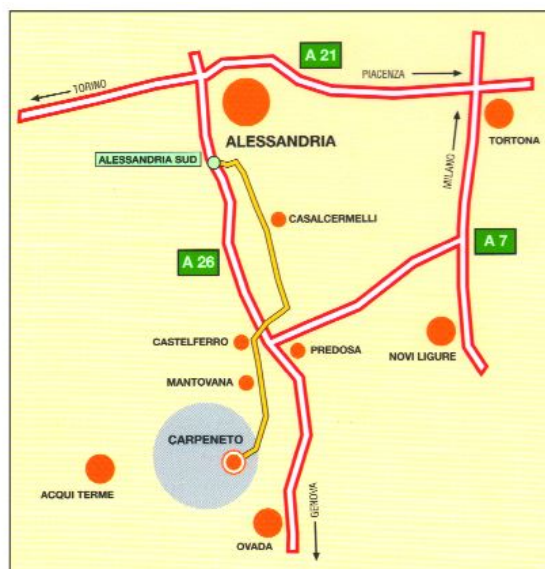 A 21
PIACENZA
TORINO
TORTONA
ALESSANDRIA
ALESSANDRIA SUD
MILANO
CASALCERMELLI
A 7
A 26
CASTELFERRO
PREDOSA
NOVI LIGURE
MANTOVANA
CARPENETO
ACQUI TERME
GENOVA
OVADA